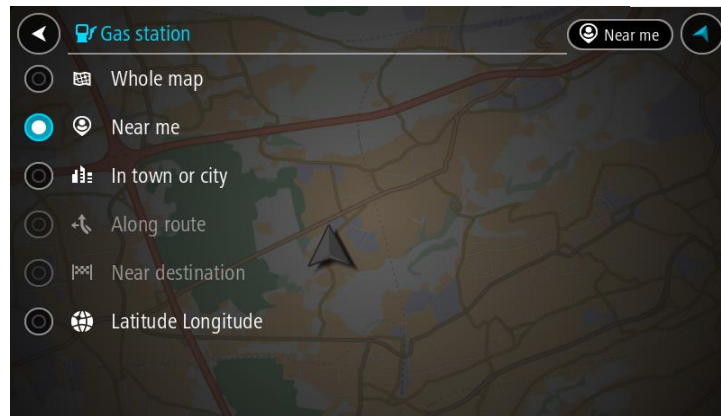 Gas station
Near me
Whole map
Near me
In town or city
Along route
Near destination
Latitude Longitude